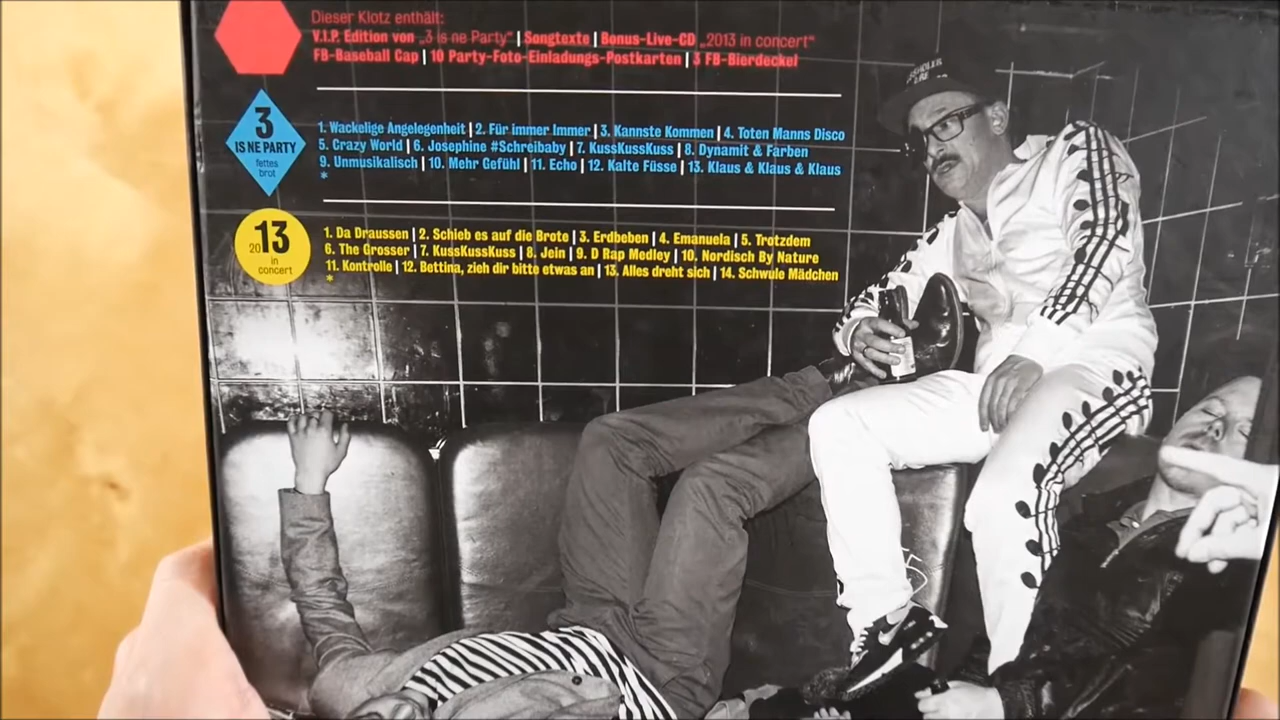 Dieser Klotz enthält:
V.I.P. Edition von „3 is ne Party“ | Songtexte | Bonus-Live-CD „2013 in concert“
FB-Baseball Cap | 10 Party-Foto-Einladungs-Postkarten | 3 FB-Bierdeckel
3
IS NE PARTY
fettes
brot
1. Wackelige Angelegenheit | 2. Für immer Immer | 3. Kannste Kommen | 4. Toten Manns Disco
5. Crazy World | 6. Josephine #Schreibaby | 7. KussKussKuss | 8. Dynamit & Farben
9. Unmusikalisch | 10. Mehr Gefühl | 11. Echo | 12. Kalte Füsse | 13. Klaus & Klaus & Klaus
*
2013
in
concert
1. Da Draussen | 2. Schieb es auf die Brote | 3. Erdbeben | 4. Emanuela | 5. Trotzdem
6. The Grosser | 7. KussKussKuss | 8. Jein | 9. D Rap Medley | 10. Nordisch By Nature
11. Kontrolle | 12. Bettina, zieh dir bitte etwas an | 13. Alles dreht sich | 14. Schwule Mädchen
*